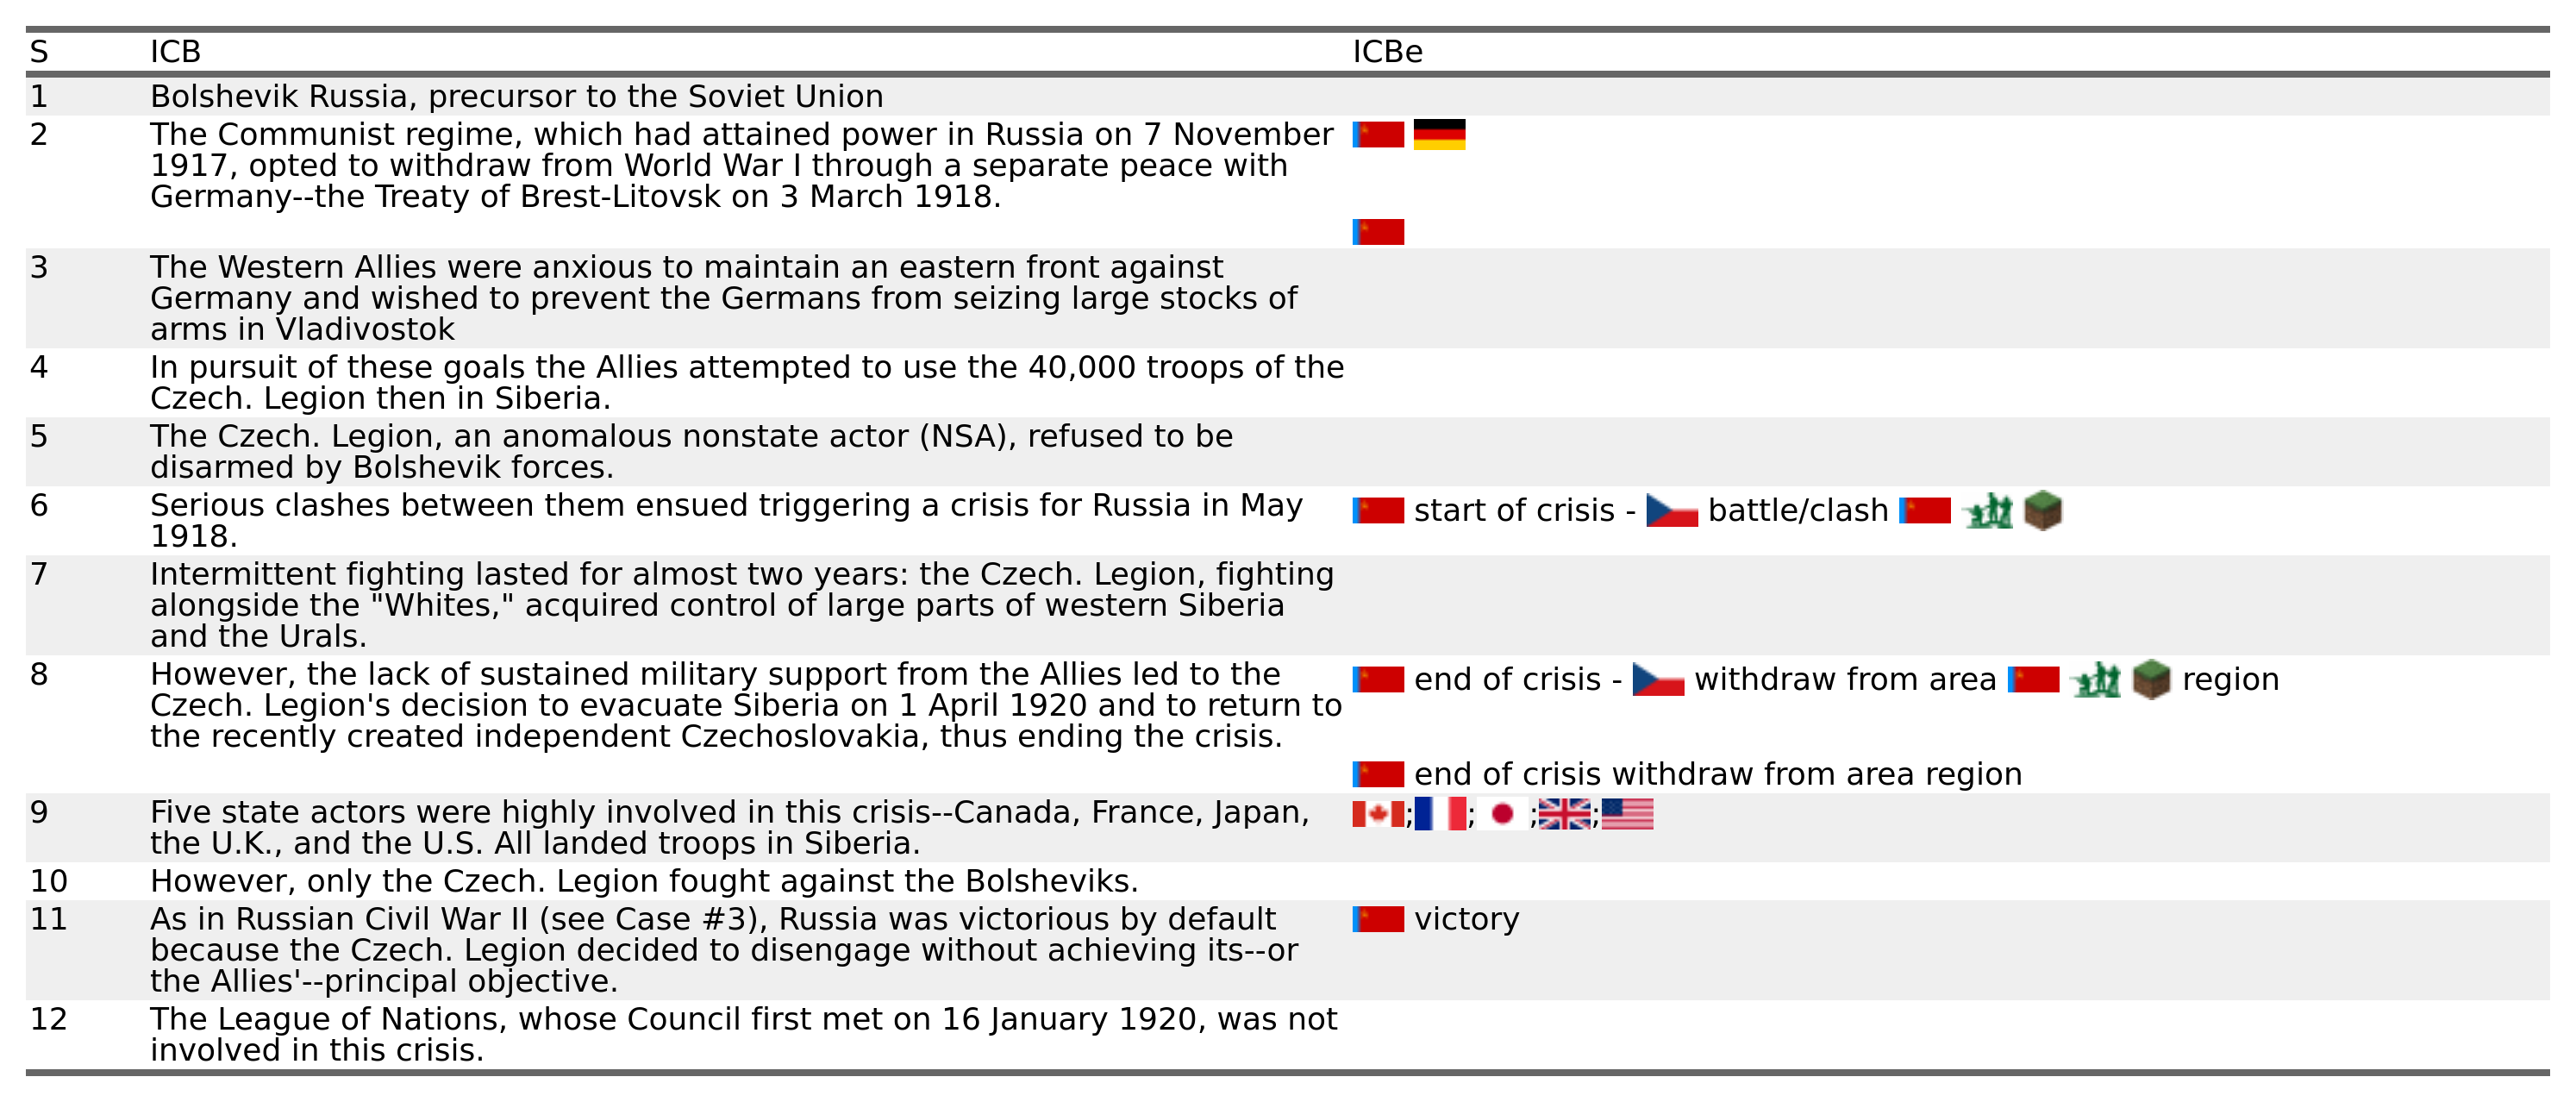 S ICB ICBe
1 Bolshevik Russia, precursor to the Soviet Union
2 The Communist regime, which had attained power in Russia on 7 November
1917, opted to withdraw from World War I through a separate peace with
Germany--the Treaty of Brest-Litovsk on 3 March 1918.
3 The Western Allies were anxious to maintain an eastern front against
Germany and wished to prevent the Germans from seizing large stocks of
arms in Vladivostok
4 In pursuit of these goals the Allies attempted to use the 40,000 troops of the
Czech. Legion then in Siberia.
5 The Czech. Legion, an anomalous nonstate actor (NSA), refused to be
disarmed by Bolshevik forces.
6 Serious clashes between them ensued triggering a crisis for Russia in May start of crisis - battle/clash
1918.
7 Intermittent fighting lasted for almost two years: the Czech. Legion, fighting
alongside the "Whites," acquired control of large parts of western Siberia
and the Urals.
8 However, the lack of sustained military support from the Allies led to the end of crisis - withdraw from area region
Czech. Legion's decision to evacuate Siberia on 1 April 1920 and to return to
the recently created independent Czechoslovakia, thus ending the crisis.
end of crisis withdraw from area region
9 Five state actors were highly involved in this crisis--Canada, France, Japan, ; ; ; ;
the U.K., and the U.S. All landed troops in Siberia.
10 However, only the Czech. Legion fought against the Bolsheviks.
11 As in Russian Civil War II (see Case #3), Russia was victorious by default victory
because the Czech. Legion decided to disengage without achieving its--or
the Allies'--principal objective.
12 The League of Nations, whose Council first met on 16 January 1920, was not
involved in this crisis.